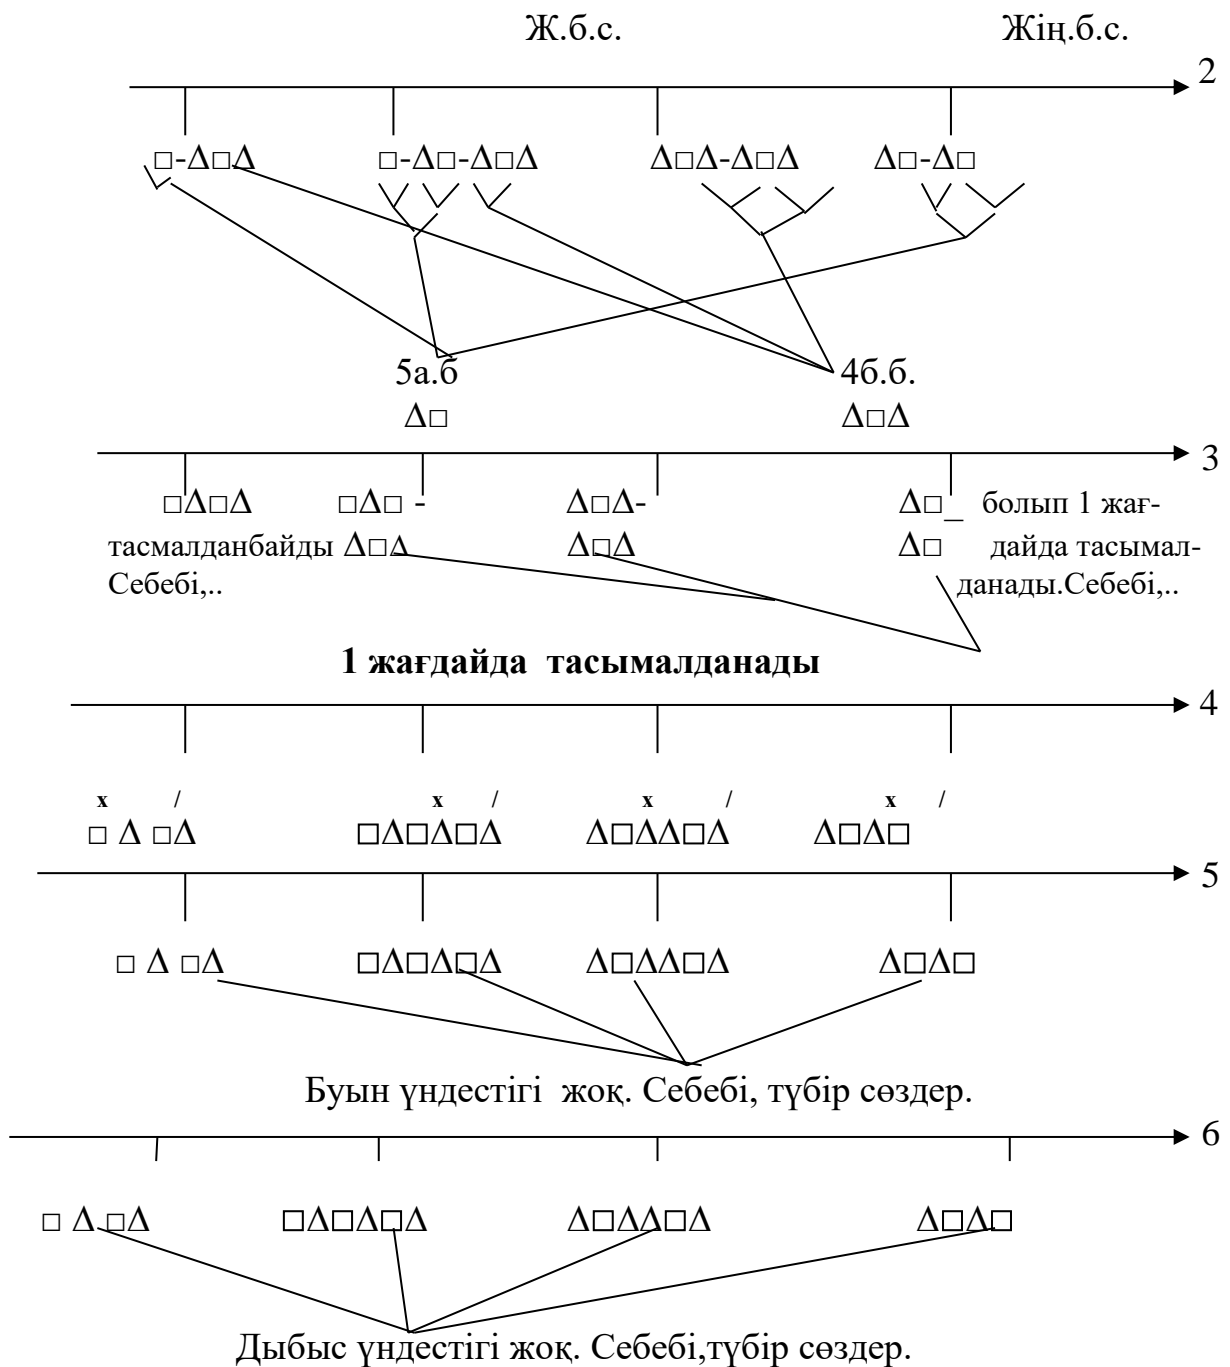 Ж.б.с. Жің.б.с.
2
□-Δ□Δ □-Δ□-Δ□Δ Δ□Δ-Δ□Δ Δ□-Δ□
5а.б 4б.б.
Δ□ Δ□Δ
3
□Δ□Δ □Δ□ - Δ□Δ- Δ□_ болып 1 жағ-
тасмалданбайды Δ□Δ Δ□Δ Δ□ дайда тасымал-
Себебі,.. данады.Себебі,..
1 жағдайда тасымалданады
4
х / х / х / х /
□ Δ □Δ □Δ□Δ□Δ Δ□ΔΔ□Δ Δ□Δ□
5
□ Δ □Δ □Δ□Δ□Δ Δ□ΔΔ□Δ Δ□Δ□
Буын үндестігі жоқ. Себебі, түбір сөздер.
6
□ Δ □Δ □Δ□Δ□Δ Δ□ΔΔ□Δ Δ□Δ□
Дыбыс үндестігі жоқ. Себебі,түбір сөздер.